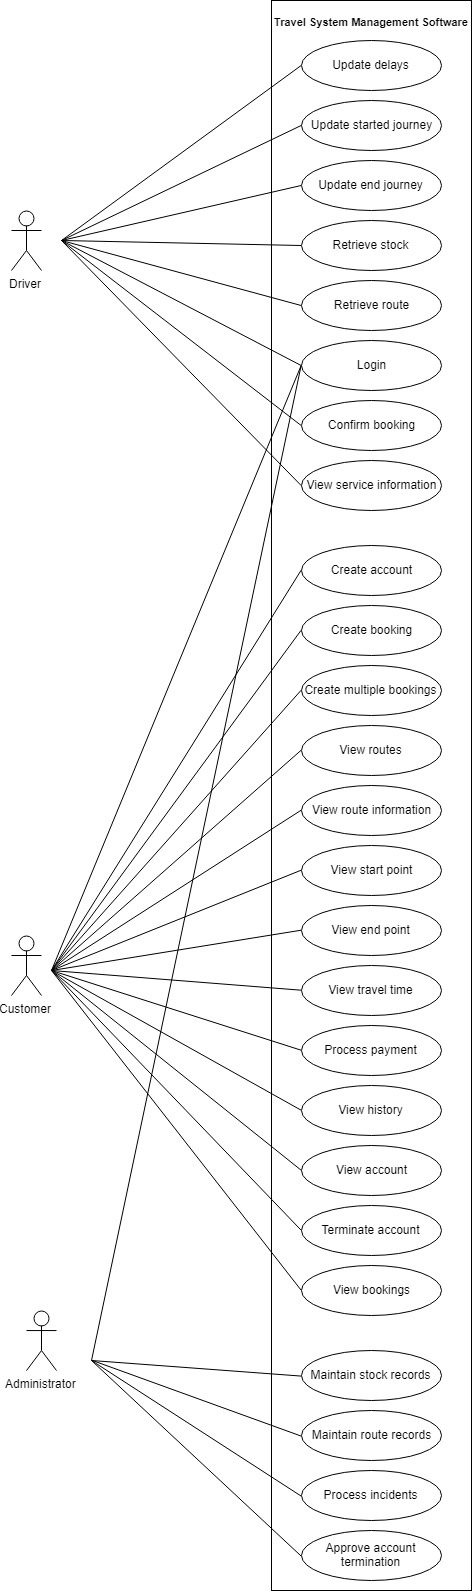 Travel System Management Software
Update delays
Update started journey
Update end journey
Retrieve stock
Driver
Retrieve route
Login
Confirm booking
View service information
Create account
Create booking
Create multiple bookings
View routes
View route information
View start point
View end point
View travel time
Customer
Process payment
View history
View account
Terminate account
View bookings
Maintain stock records
Administrator
Maintain route records
Process incidents
Approve account
termination